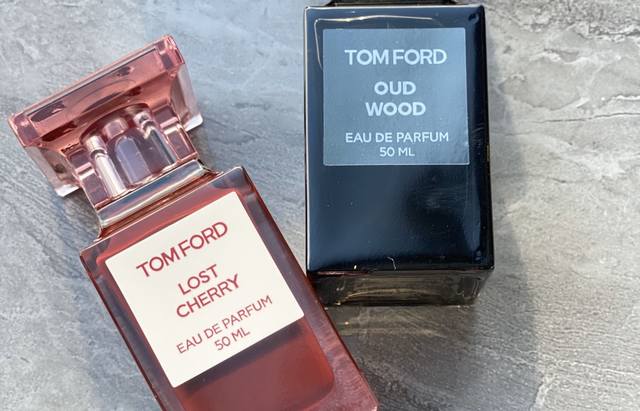 TOM FORD
LOST
CHERRY
EAU DE PARFUM
50 ML
TOM FORD
OUD
WOOD
EAU DE PARFUM
50 ML